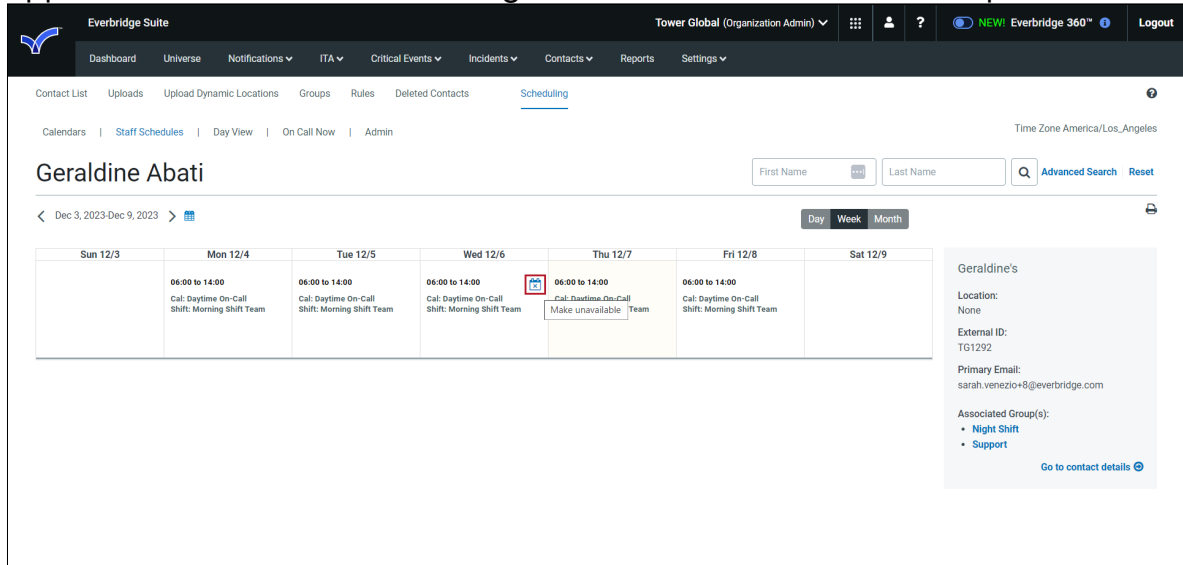 Everbridge Suite
Tower Global (Organization Admin)
?
NEW! Everbridge 360™
Logout
Dashboard Universe Notifications ITA Critical Events Incidents Contacts Reports Settings
Contact List Uploads Upload Dynamic Locations Groups Rules Deleted Contacts Scheduling
Calendars | Staff Schedules | Day View | On Call Now | Admin
Time Zone America/Los_Angeles
Geraldine Abati
First Name
Last Name
Advanced Search Reset
Dec 3, 2023-Dec 9, 2023
Day Week Month
Sun 12/3 Mon 12/4 Tue 12/5 Wed 12/6 Thu 12/7 Fri 12/8 Sat 12/9
06:00 to 14:00 06:00 to 14:00 06:00 to 14:00 06:00 to 14:00 06:00 to 14:00
Cal: Daytime On-Call Cal: Daytime On-Call Cal: Daytime On-Call Cal: Daytime On-Call Cal: Daytime On-Call
Shift: Morning Shift Team Shift: Morning Shift Team Shift: Morning Shift Team Team Shift: Morning Shift Team
Make unavailable
Geraldine's
Location:
None
External ID:
TG1292
Primary Email:
sarah.venezio+8@everbridge.com
Associated Group(s):
• Night Shift
• Support
Go to contact details